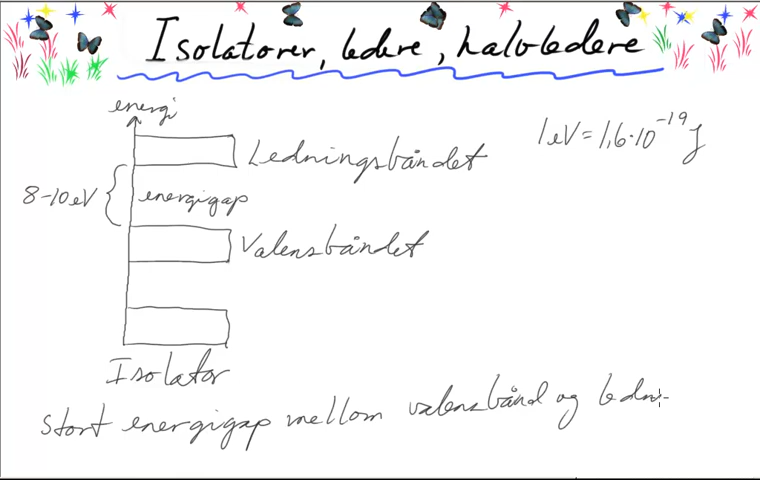 Isolatorer, ledere, halvledere
energi
1eV = 1,6·10⁻¹⁹ J
Ledningsbåndet
8-10eV
energigap
Valensbåndet
Isolator
stort energigap mellom valensbånd og ledn